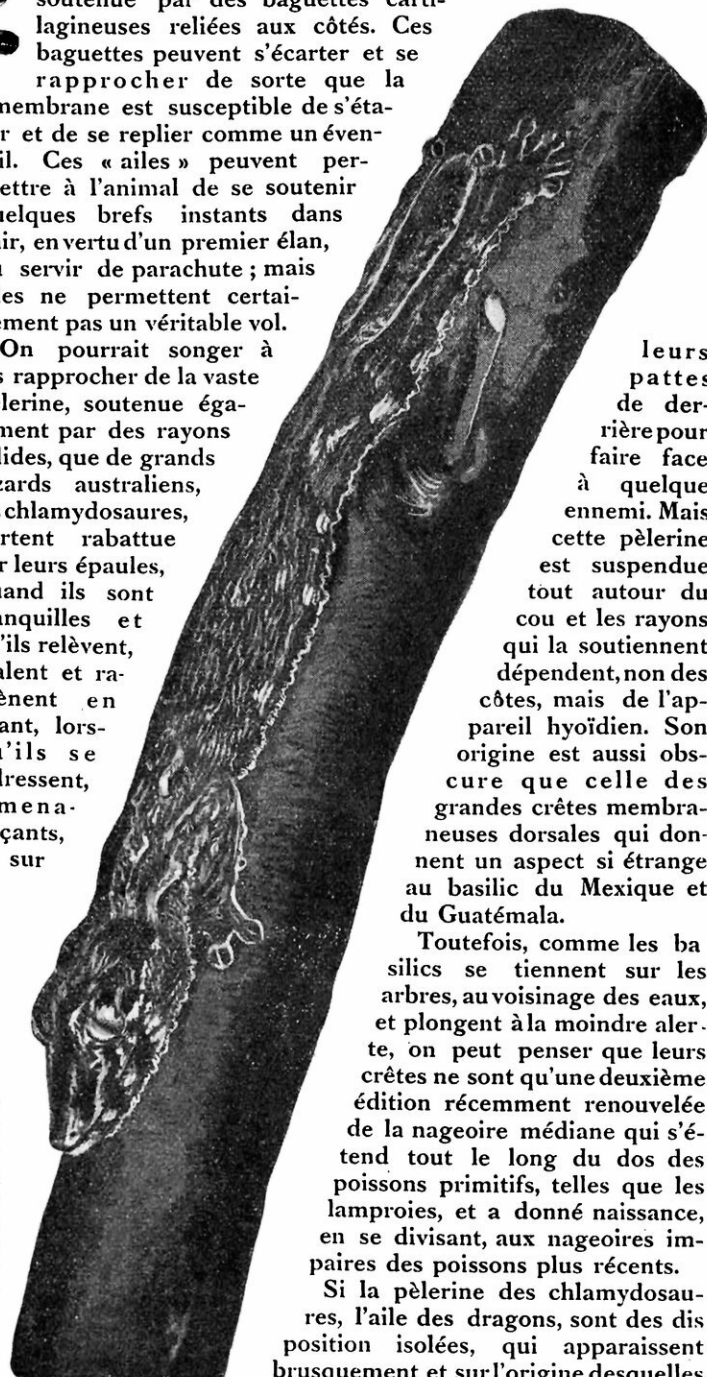 soutenue par des baguettes carti-
lagineuses reliées aux côtés. Ces
baguettes peuvent s'écarter et se
rapprocher de sorte que la
membrane est susceptible de s'éta-
r et de se replier comme un éven-
il. Ces « ailes » peuvent per-
ettre à l'animal de se soutenir
uelques brefs instants dans
air, en vertu d'un premier élan,
servir de parachute ; mais
es ne permettent certai-
ement pas un véritable vol.
On pourrait songer à
s rapprocher de la vaste
lerine, soutenue éga-
ment par des rayons
lides, que de grands
zards australiens,
s chlamydosaures,
rtent rabattue
r leurs épaules,
uand ils sont
anquilles et
'ils relèvent,
alent et ra-
ènent en
ant, lors-
u'ils se
dressent,
mena-
çants,
sur
leurs
pattes
de der-
rière pour
faire face
à quelque
ennemi. Mais
cette pèlerine
est suspendue
tout autour du
cou et les rayons
qui la soutiennent
dépendent, non des
côtes, mais de l'ap-
pareil hyoïdien. Son
origine est aussi obs-
cure que celle des
grandes crêtes membra-
neuses dorsales qui don-
nent un aspect si étrange
au basilic du Mexique et
du Guatémala.
Toutefois, comme les ba
silics se tiennent sur les
arbres, au voisinage des eaux,
et plongent à la moindre aler-
te, on peut penser que leurs
crêtes ne sont qu'une deuxième
édition récemment renouvelée
de la nageoire médiane qui s'é-
tend tout le long du dos des
poissons primitifs, telles que les
lamproies, et a donné naissance,
en se divisant, aux nageoires im-
paires des poissons plus récents.
Si la pèlerine des chlamydosau-
res, l'aile des dragons, sont des dis
position isolées, qui apparaissent
brusquement et sur l'origine desquelles